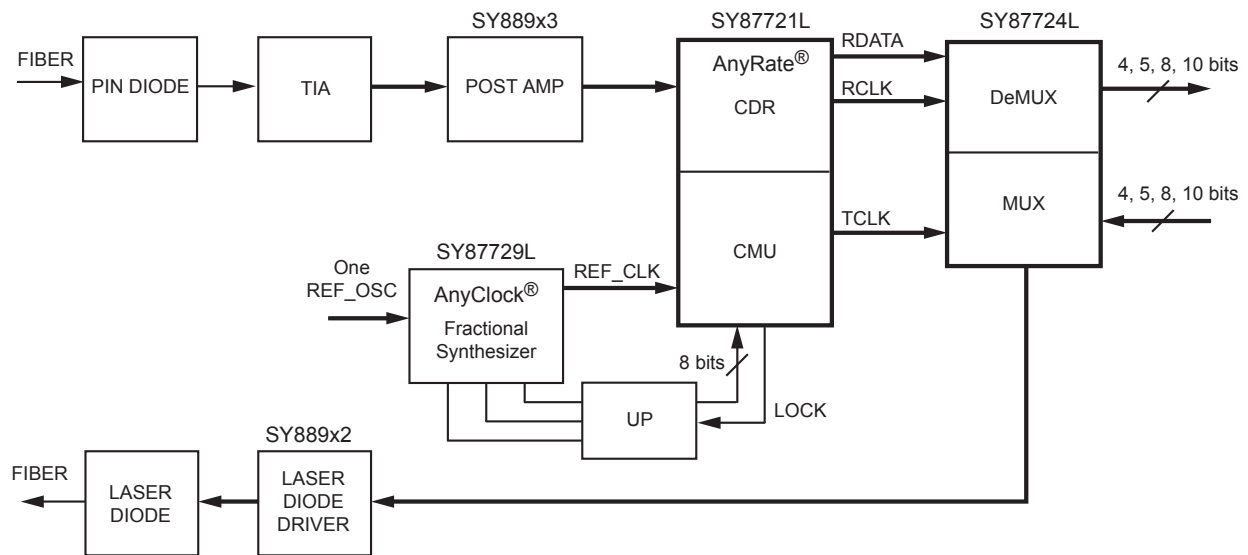 SY889x3
SY87721L
SY87724L
FIBER
PIN DIODE
TIA
POST AMP
AnyRate®
CDR
RDATA
RCLK
DeMUX
4, 5, 8, 10 bits
CMU
TCLK
MUX
4, 5, 8, 10 bits
One
REF_OSC
SY87729L
AnyClock®
Fractional
Synthesizer
REF_CLK
8 bits
UP
LOCK
SY889x2
FIBER
LASER
DIODE
LASER
DIODE
DRIVER